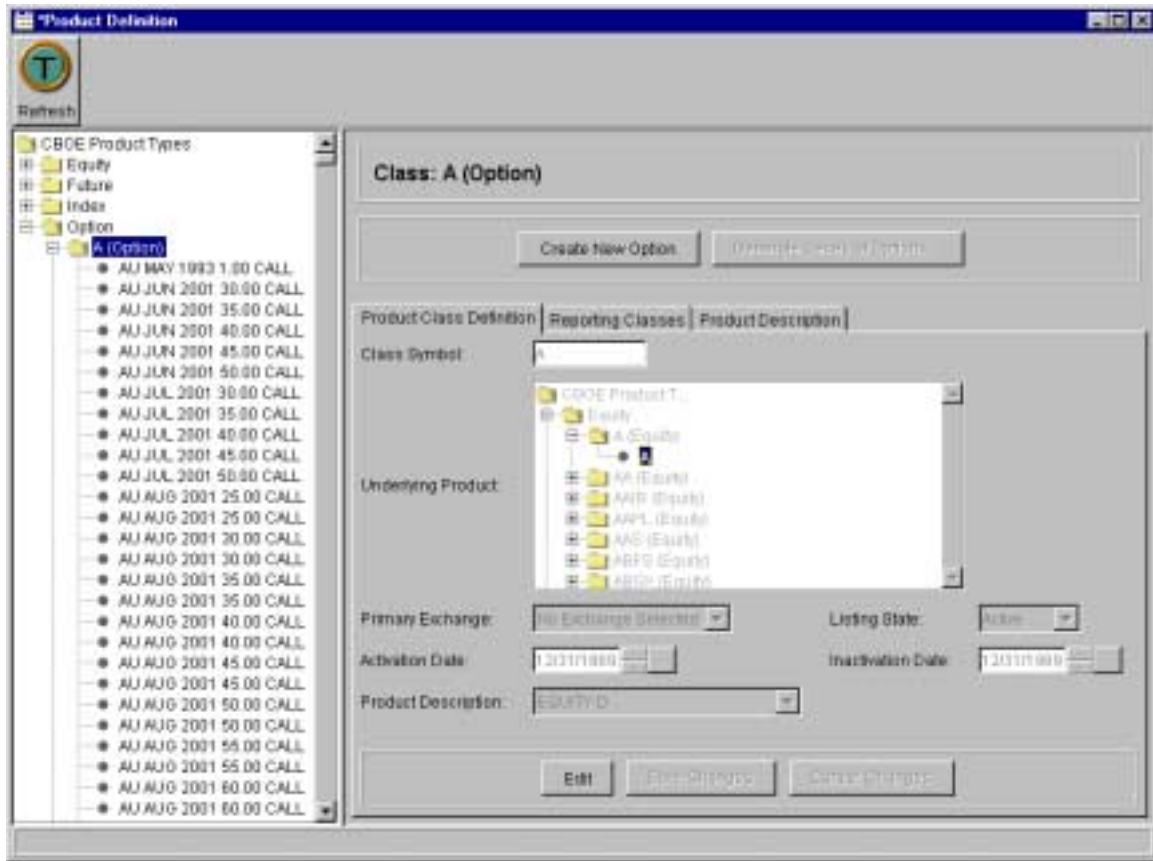 *Product Definition
T
Refresh
CBOE Product Types
Equity
Future
Index
Option
A (Option)
AU MAY 1993 1.00 CALL
AU JUN 2001 30.00 CALL
AU JUN 2001 35.00 CALL
AU JUN 2001 40.00 CALL
AU JUN 2001 45.00 CALL
AU JUN 2001 50.00 CALL
AU JUL 2001 30.00 CALL
AU JUL 2001 35.00 CALL
AU JUL 2001 40.00 CALL
AU JUL 2001 45.00 CALL
AU JUL 2001 50.00 CALL
AU AUG 2001 25.00 CALL
AU AUG 2001 25.00 CALL
AU AUG 2001 30.00 CALL
AU AUG 2001 30.00 CALL
AU AUG 2001 35.00 CALL
AU AUG 2001 35.00 CALL
AU AUG 2001 40.00 CALL
AU AUG 2001 40.00 CALL
AU AUG 2001 45.00 CALL
AU AUG 2001 45.00 CALL
AU AUG 2001 50.00 CALL
AU AUG 2001 50.00 CALL
AU AUG 2001 55.00 CALL
AU AUG 2001 55.00 CALL
AU AUG 2001 60.00 CALL
AU AUG 2001 60.00 CALL
Class: A (Option)
Create New Option
Product Class Definition Reporting Classes Product Description
Class Symbol: A
Underlying Product:
CBOE Product T...
Equity
A (Equity)
A
AA (Equity)
(Equity)
AAPL (Equity)
AAS (Equity)
ABFS (Equity)
(Equity)
Primary Exchange: No Exchange Selected Listing State: Active
Activation Date: Inactivation Date:
Product Description: EQUITY D
Edit Save Changes Cancel Changes